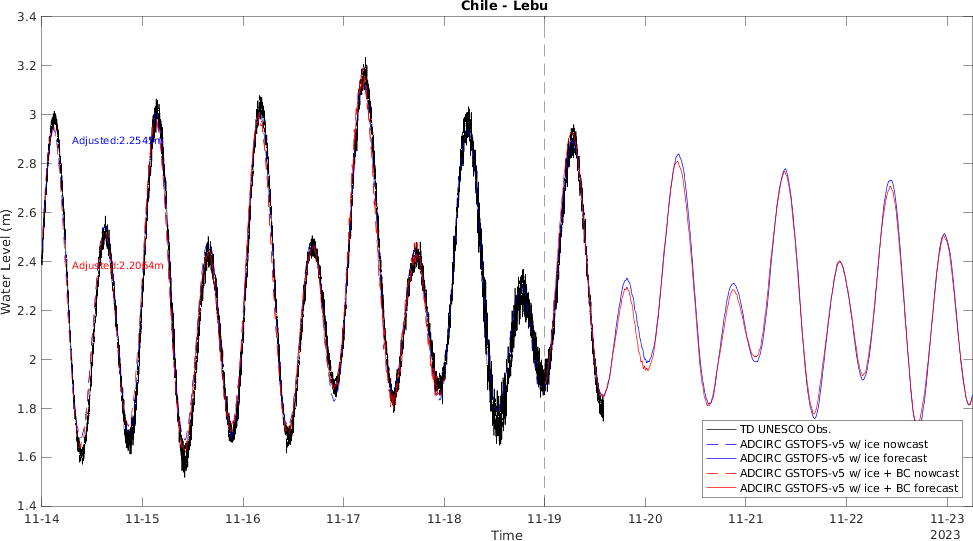 Chile - Lebu
3.4
3.2
3
2.8
2.6
2.4
2.2
2
1.8
1.6
1.4
Water Level (m)
Adjusted:2.2545m
Adjusted:2.2064m
TD UNESCO Obs.
ADCIRC GSTOFS-v5 w/ ice nowcast
ADCIRC GSTOFS-v5 w/ ice forecast
ADCIRC GSTOFS-v5 w/ ice + BC nowcast
ADCIRC GSTOFS-v5 w/ ice + BC forecast
11-14 11-15 11-16 11-17 11-18 11-19 11-20 11-21 11-22 11-23
Time
2023